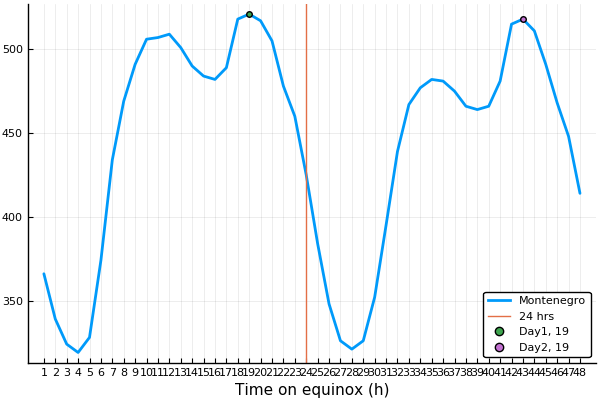 500
450
400
350
1 2 3 4 5 6 7 8 9 10 11 12 13 14 15 16 17 18 19 20 21 22 23 24 25 26 27 28 29 30 31 32 33 34 35 36 37 38 39 40 41 42 43 44 45 46 47 48
Time on equinox (h)
Montenegro
24 hrs
Day1, 19
Day2, 19